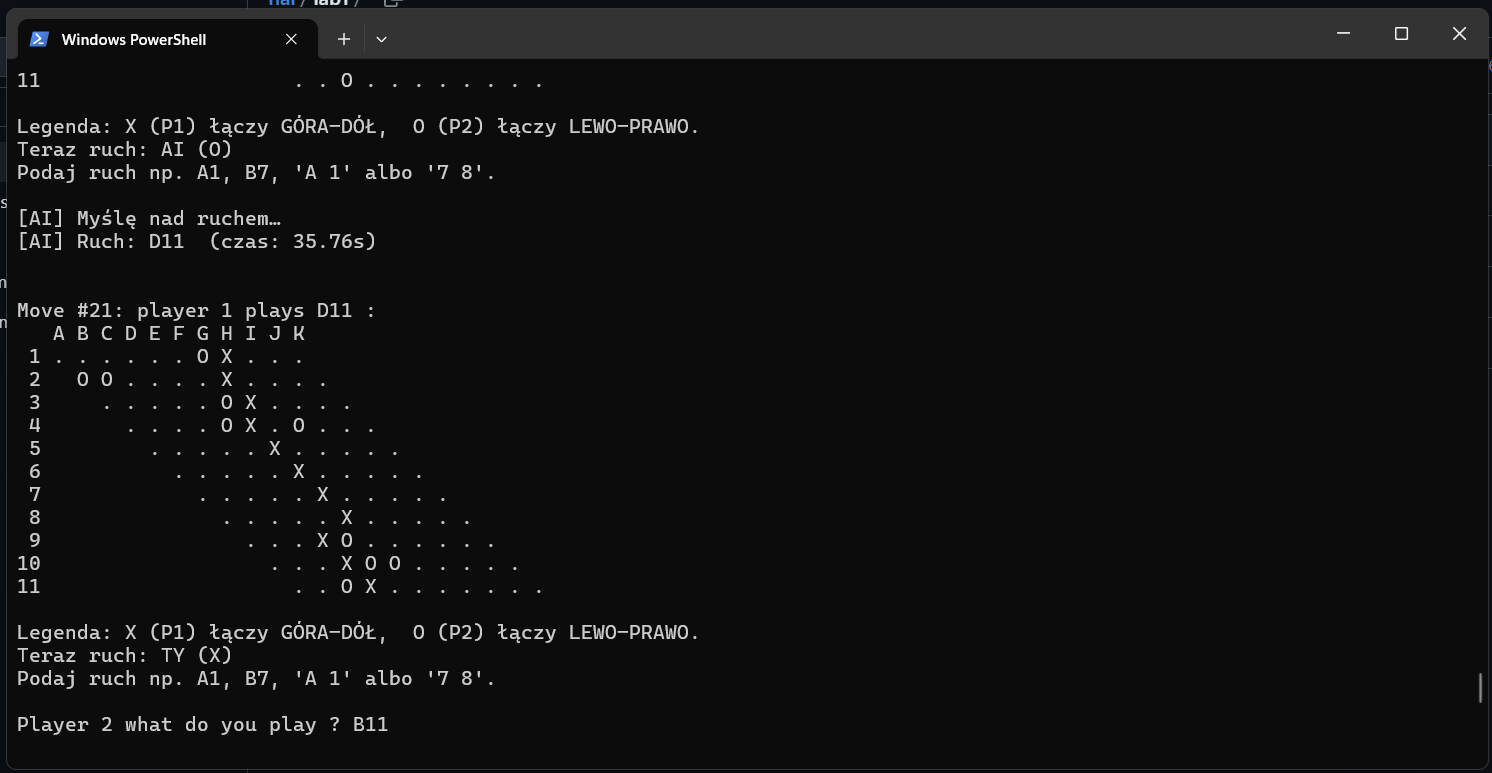 Windows PowerShell
11                     . . O . . . . . . . .
Legenda: X (P1) łączy GÓRA-DÓŁ,  O (P2) łączy LEWO-PRAWO.
Teraz ruch: AI (O)
Podaj ruch np. A1, B7, 'A 1' albo '7 8'.
[AI] Myślę nad ruchem…
[AI] Ruch: D11  (czas: 35.76s)
Move #21: player 1 plays D11 :
   A B C D E F G H I J K
 1 . . . . . . O X . . .
 2   O O . . . . X . . . .
 3     . . . . . O X . . . .
 4       . . . . O X . O . . .
 5         . . . . . X . . . . .
 6           . . . . . X . . . . .
 7             . . . . . X . . . . .
 8               . . . . . X . . . . .
 9                 . . . X O . . . . . .
10                   . . . X O O . . . . .
11                     . . O X . . . . . . .
Legenda: X (P1) łączy GÓRA-DÓŁ,  O (P2) łączy LEWO-PRAWO.
Teraz ruch: TY (X)
Podaj ruch np. A1, B7, 'A 1' albo '7 8'.
Player 2 what do you play ? B11